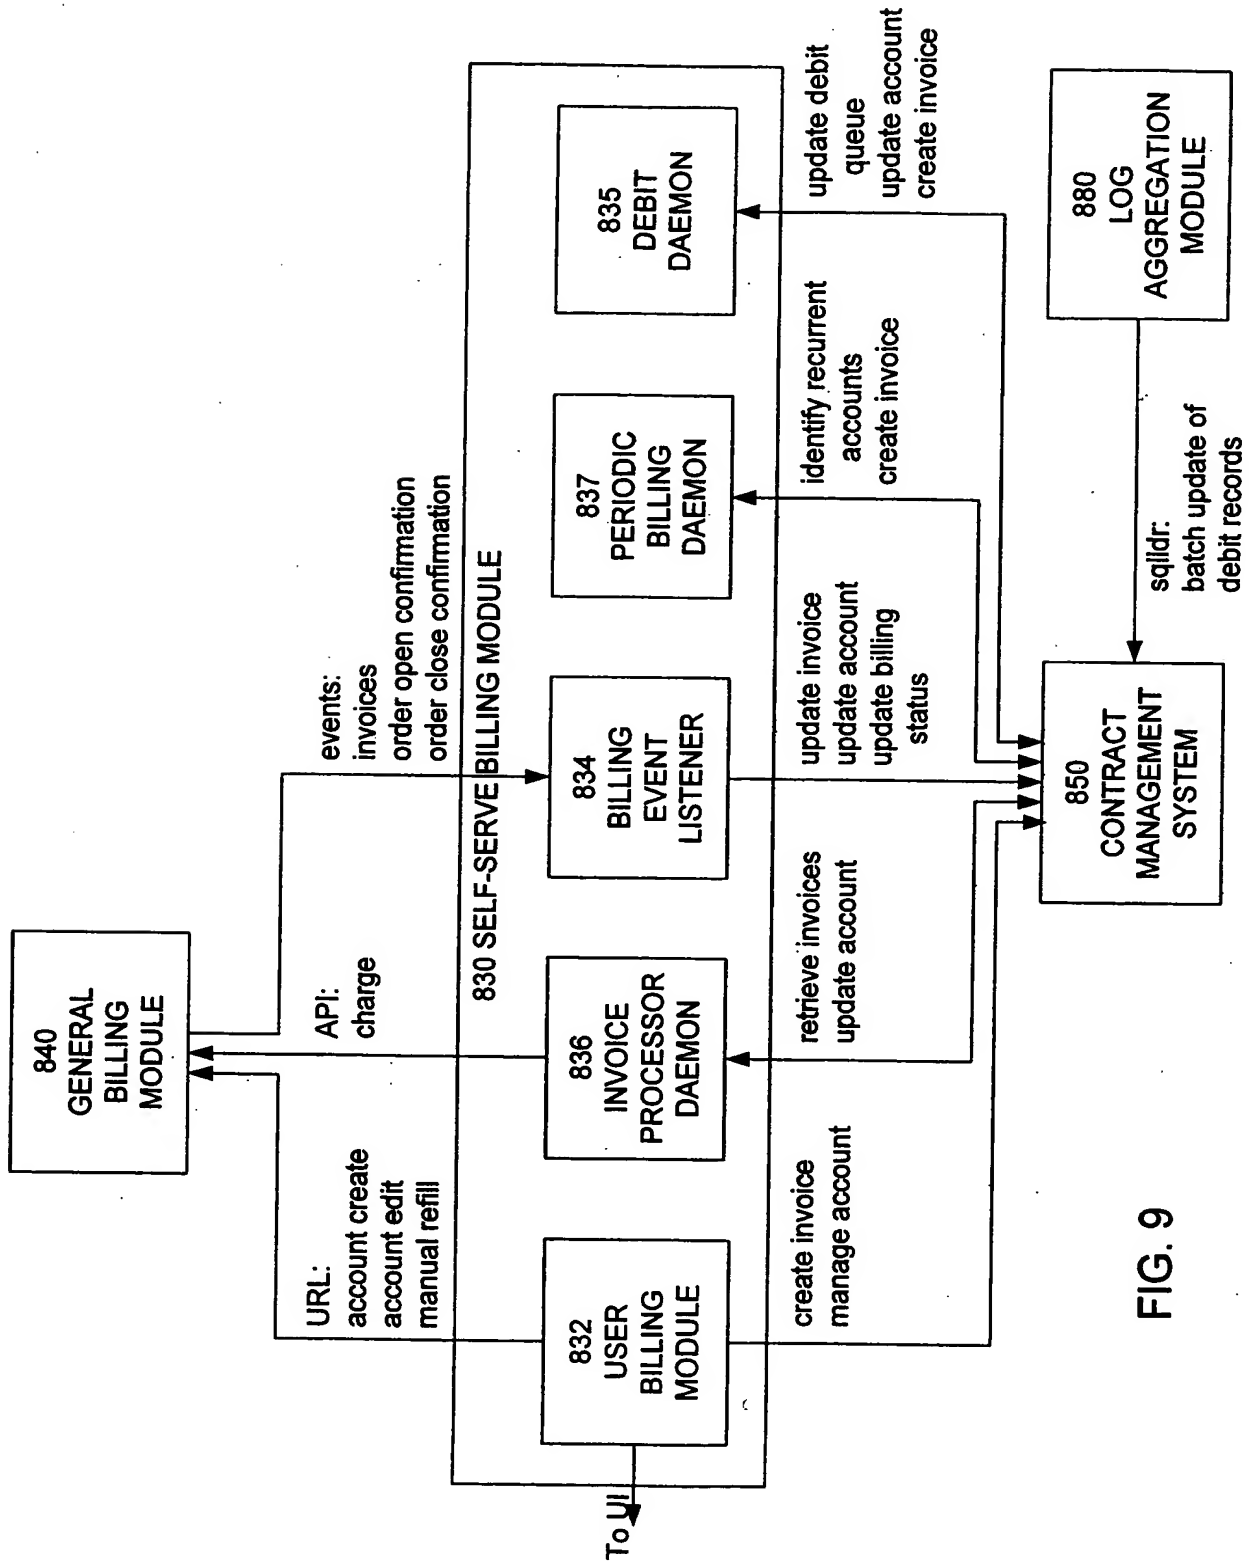 840
GENERAL
BILLING
MODULE
URL:
account create
account edit
manual refill
API:
charge
events:
invoices
order open confirmation
order close confirmation
830 SELF-SERVE BILLING MODULE
To UI
832
USER
BILLING
MODULE
836
INVOICE
PROCESSOR
DAEMON
834
BILLING
EVENT
LISTENER
837
PERIODIC
BILLING
DAEMON
835
DEBIT
DAEMON
create invoice
manage account
retrieve invoices
update account
update invoice
update account
update billing
status
identify recurrent
accounts
create invoice
update debit
queue
update account
create invoice
850
CONTRACT
MANAGEMENT
SYSTEM
sqlldr:
batch update of
debit records
880
LOG
AGGREGATION
MODULE
FIG. 9